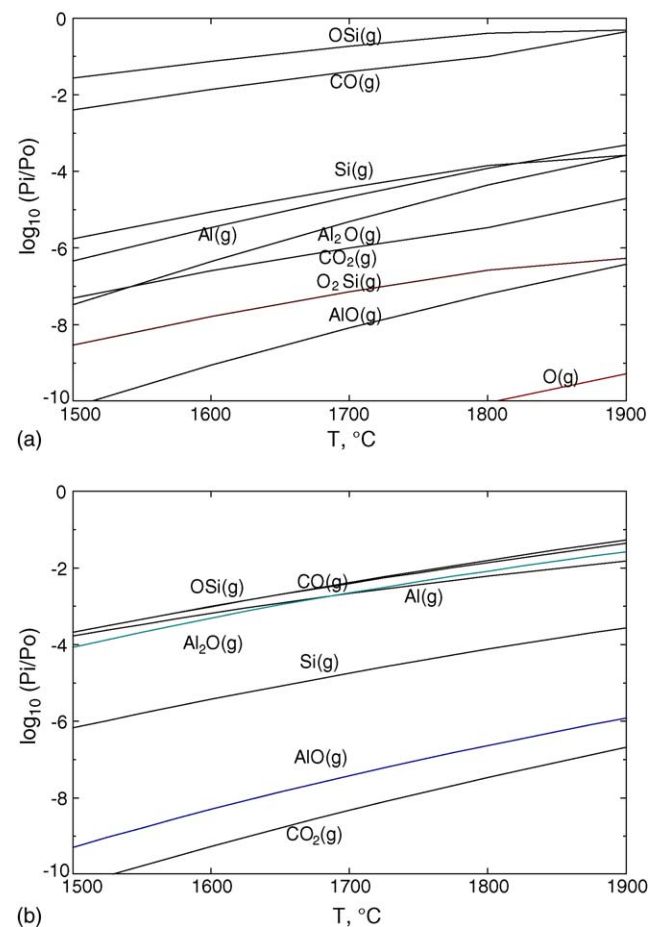 0
-2
-4
-6
-8
-10
log₁₀ (Pi/Po)
OSi(g)
CO(g)
Si(g)
Al(g)
Al₂O(g)
CO₂(g)
O₂Si(g)
AlO(g)
O(g)
1500 1600 1700 1800 1900
(a) T, °C
0
-2
-4
-6
-8
-10
log₁₀ (Pi/Po)
OSi(g)
CO(g)
Al(g)
Al₂O(g)
Si(g)
AlO(g)
CO₂(g)
1500 1600 1700 1800 1900
(b) T, °C